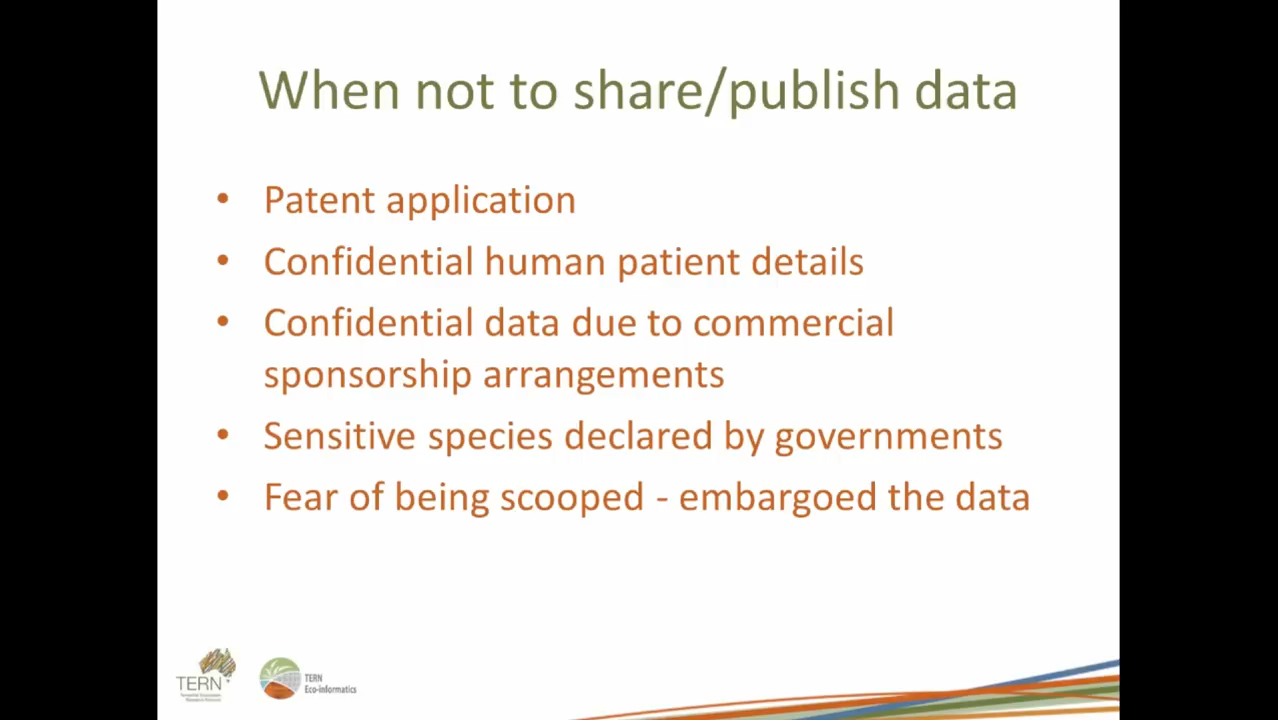 When not to share/publish data
• Patent application
• Confidential human patient details
• Confidential data due to commercial
sponsorship arrangements
• Sensitive species declared by governments
• Fear of being scooped - embargoed the data
TERN
TERN
Eco-informatics